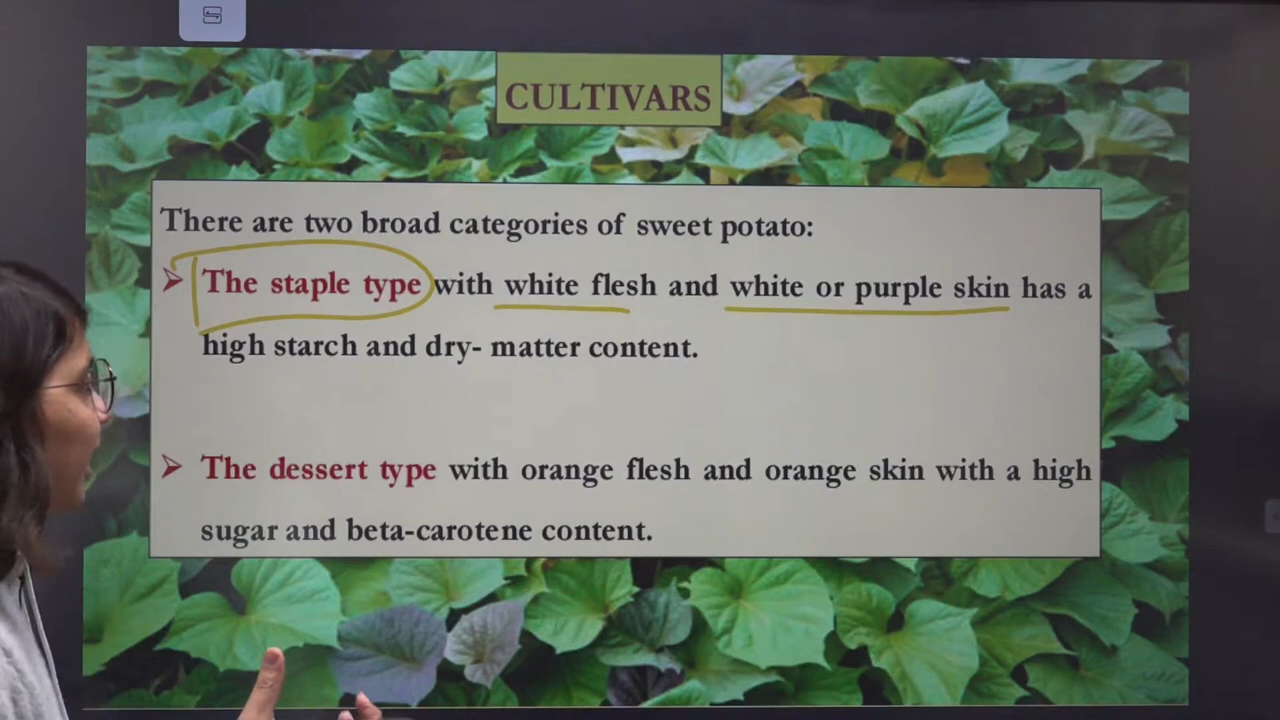 CULTIVARS
There are two broad categories of sweet potato:
➢ The staple type with white flesh and white or purple skin has a
high starch and dry- matter content.
➢ The dessert type with orange flesh and orange skin with a high
sugar and beta-carotene content.